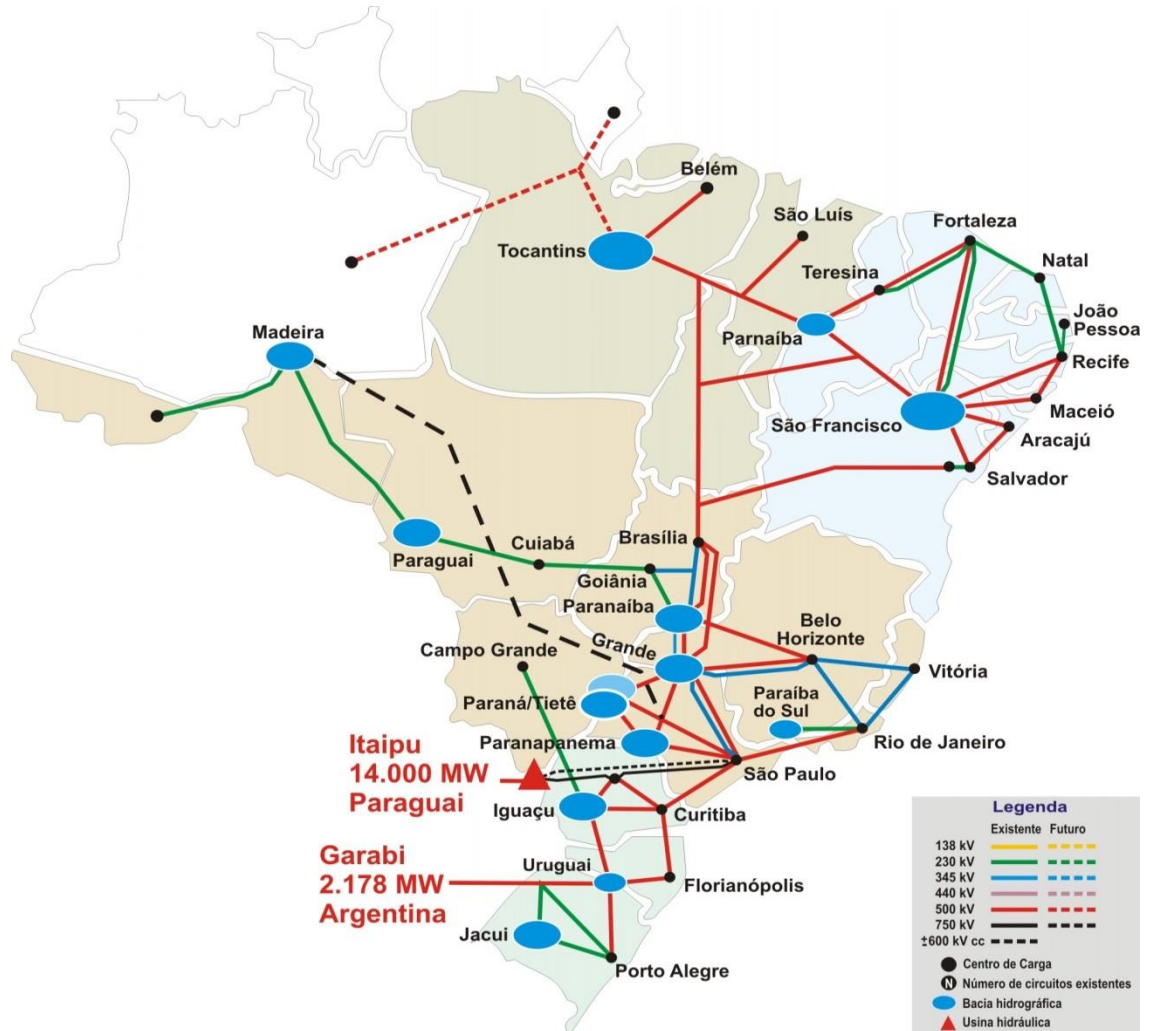 Belém
São Luís
Fortaleza
Tocantins
Teresina
Natal
João
Pessoa
Madeira
Parnaíba
Recife
São Francisco
Maceió
Aracajú
Salvador
Brasília
Cuiabá
Paraguai
Goiânia
Paranaíba
Belo
Horizonte
Grande
Campo Grande
Vitória
Paraná/Tietê
Paraíba
do Sul
Rio de Janeiro
Paranapanema
São Paulo
Itaipu
14.000 MW
Paraguai
Iguaçu
Curitiba
Garabi
2.178 MW
Argentina
Uruguai
Florianópolis
Jacui
Porto Alegre
Legenda
Existente Futuro
138 kV
230 kV
345 kV
440 kV
500 kV
750 kV
±600 kV cc
Centro de Carga
N Número de circuitos existentes
Bacia hidrográfica
Usina hidráulica